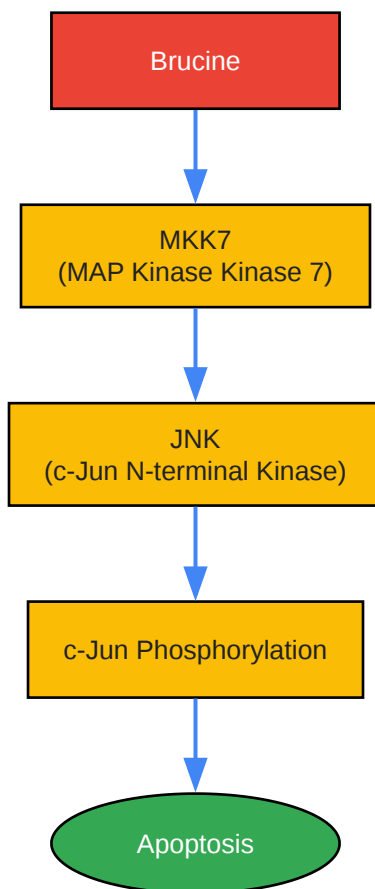 Brucine
MKK7
(MAP Kinase Kinase 7)
JNK
(c-Jun N-terminal Kinase)
c-Jun Phosphorylation
Apoptosis